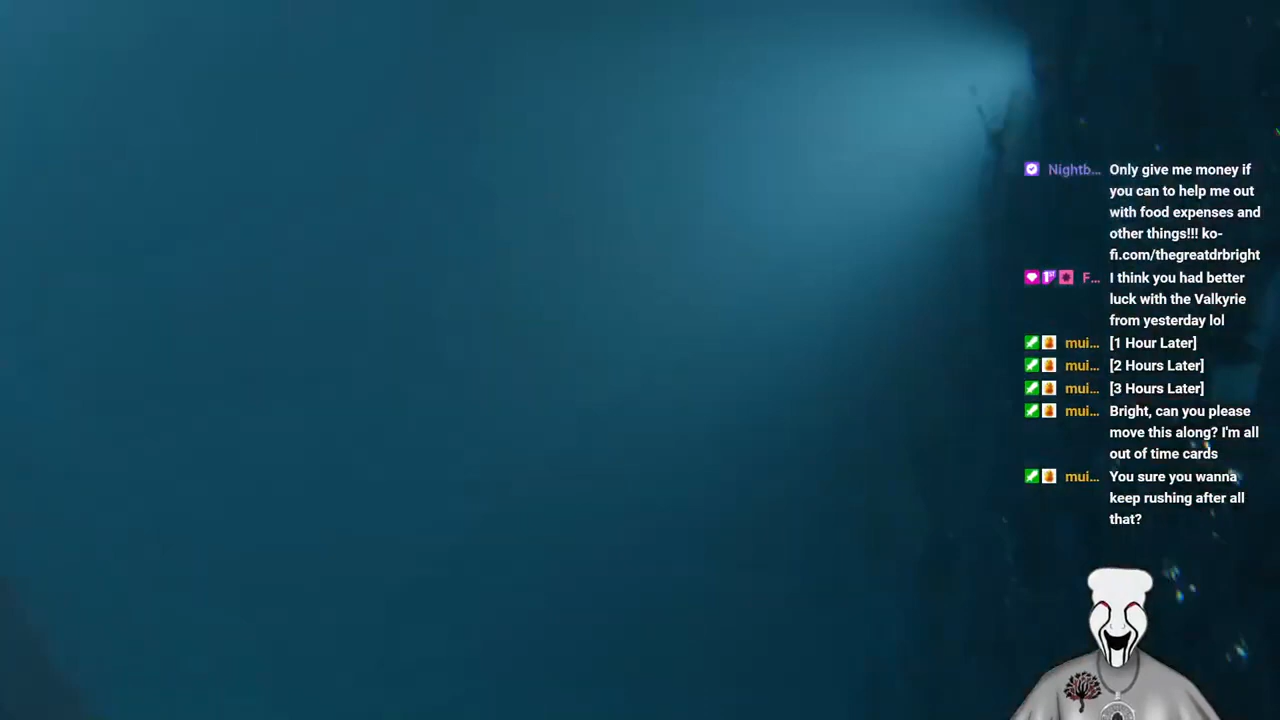 Nightb... Only give me money if
you can to help me out
with food expenses and
other things!!! ko-
fi.com/thegreatdrbright
F... I think you had better
luck with the Valkyrie
from yesterday lol
mui... [1 Hour Later]
mui... [2 Hours Later]
mui... [3 Hours Later]
mui... Bright, can you please
move this along? I'm all
out of time cards
mui... You sure you wanna
keep rushing after all
that?